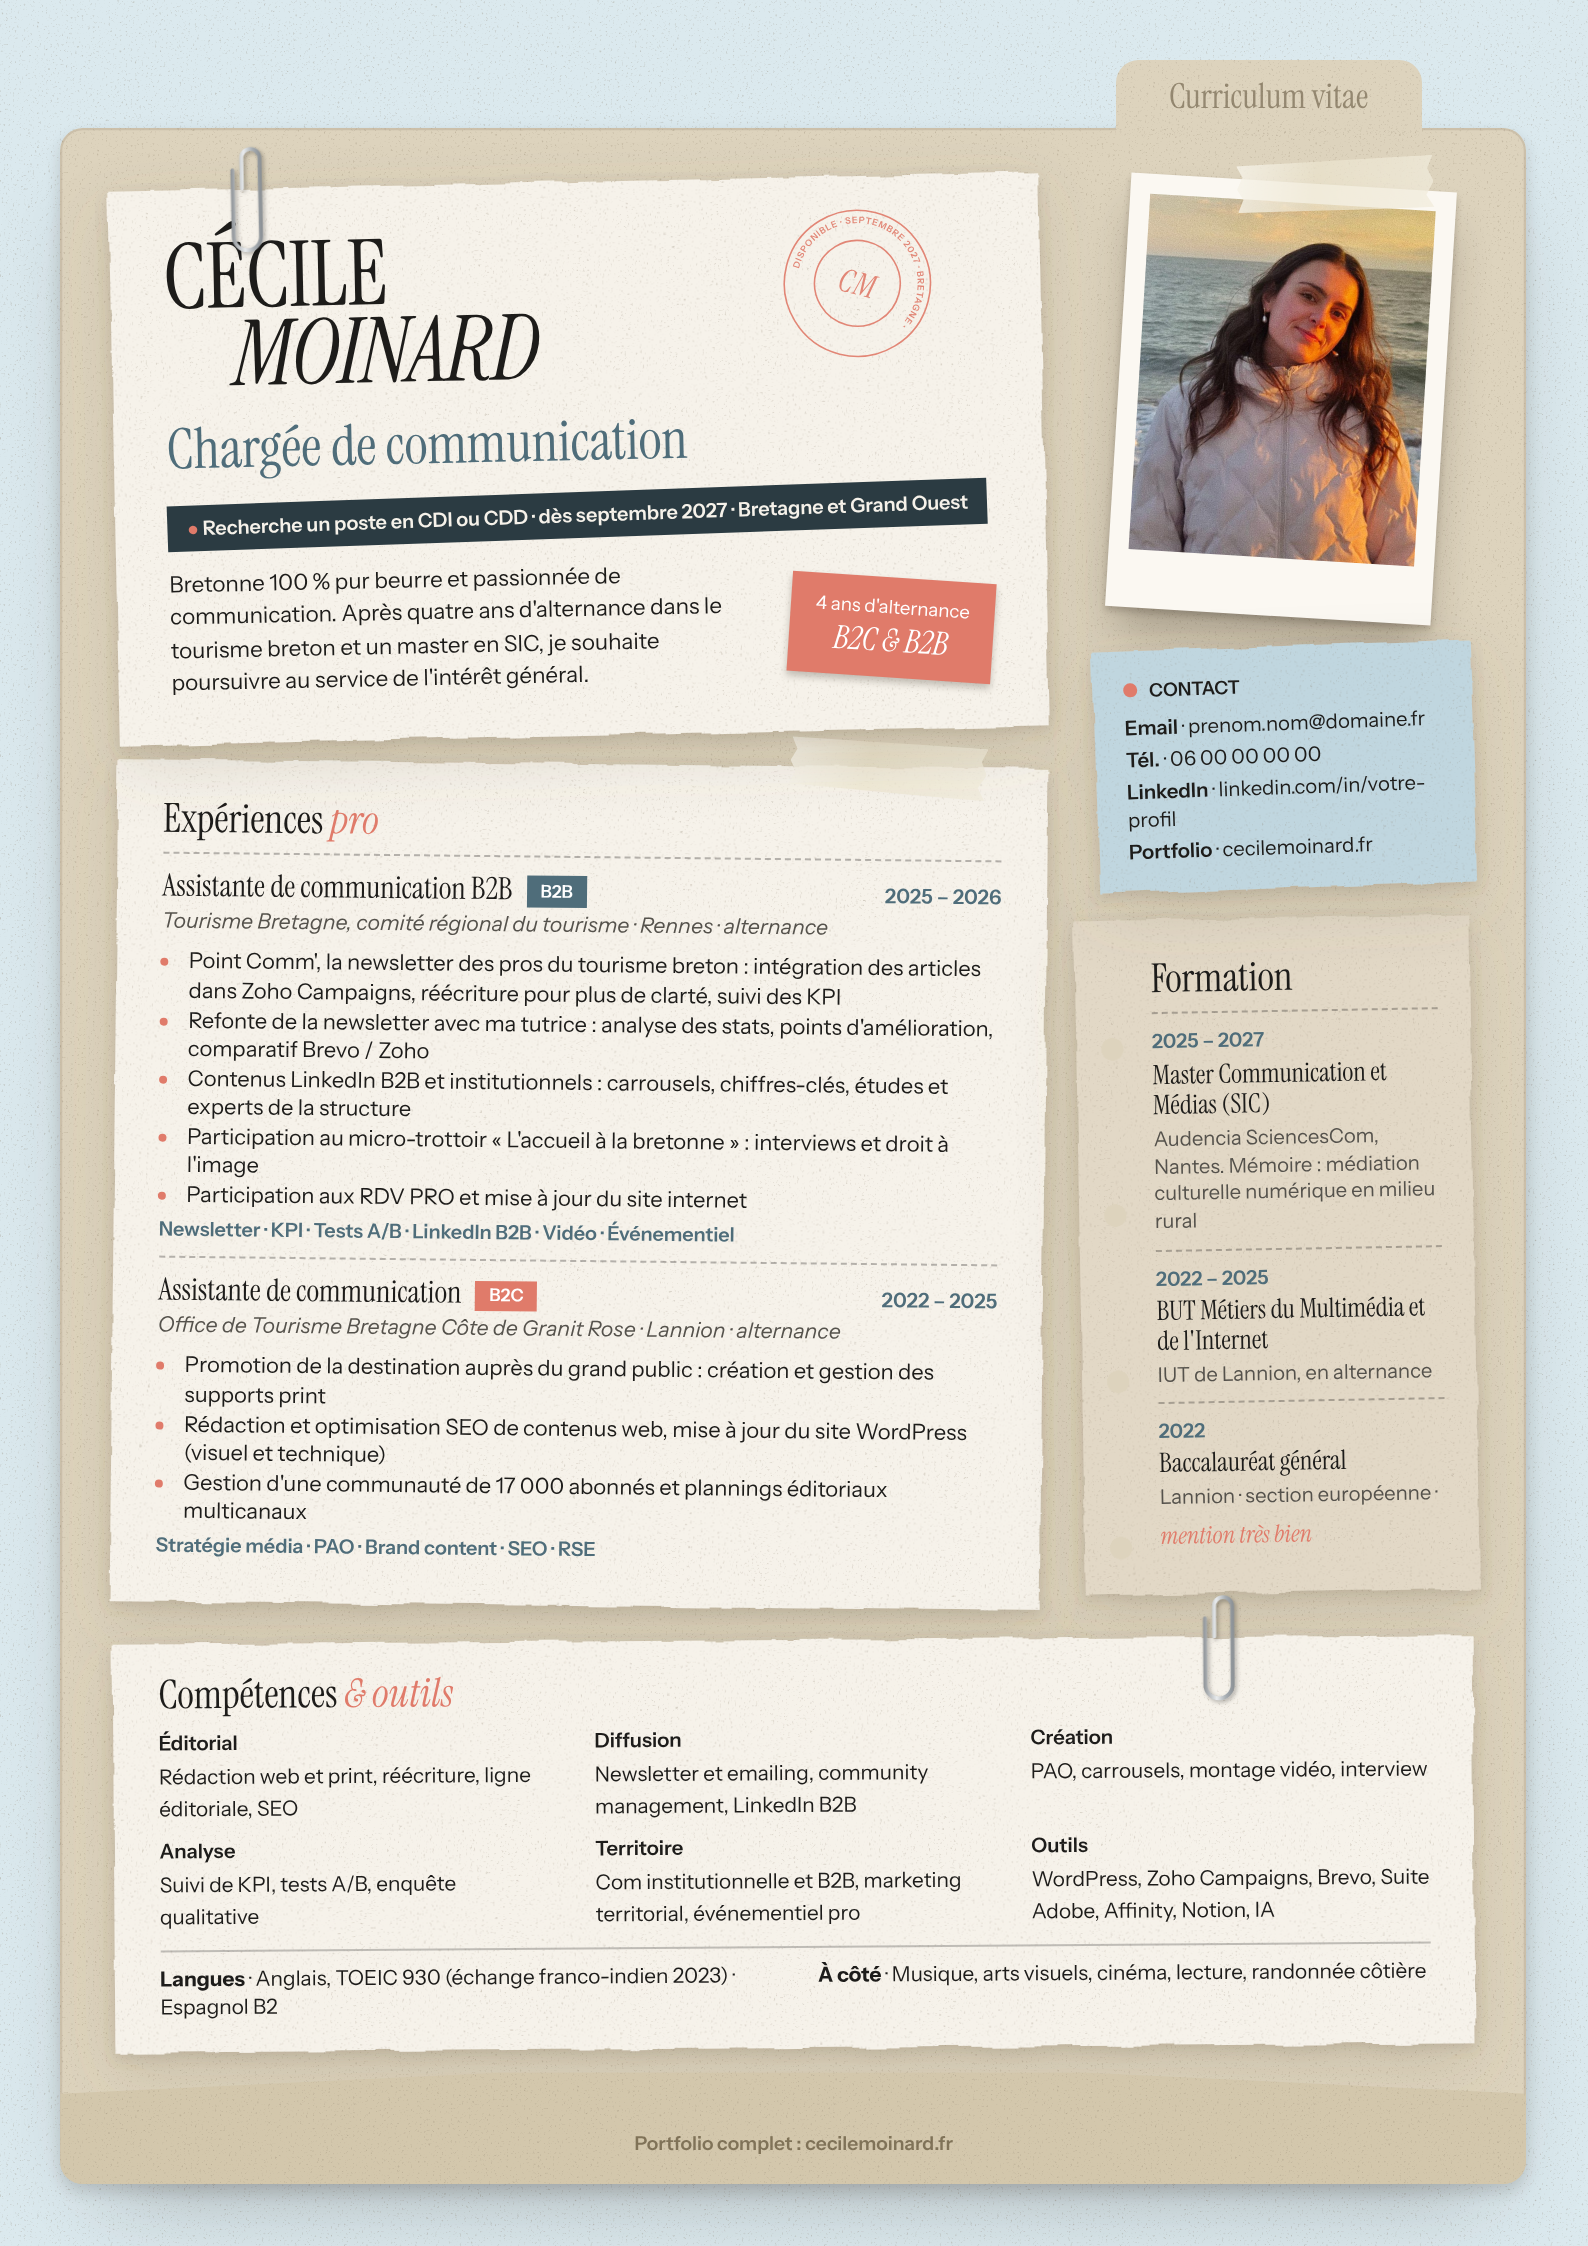 Curriculum vitae
CÉCILE
MOINARD
DISPONIBLE · SEPTEMBRE 2027 · BRETAGNE ·
CM
Chargée de communication
Recherche un poste en CDI ou CDD · dès septembre 2027 · Bretagne et Grand Ouest
Bretonne 100 % pur beurre et passionnée de
communication. Après quatre ans d'alternance dans le
tourisme breton et un master en SIC, je souhaite
poursuivre au service de l'intérêt général.
4 ans d'alternance
B2C & B2B
CONTACT
Email · prenom.nom@domaine.fr
Tél. · 06 00 00 00 00
LinkedIn · linkedin.com/in/votre-
profil
Portfolio · cecilemoinard.fr
Expériences pro
Assistante de communication B2B B2B 2025 – 2026
Tourisme Bretagne, comité régional du tourisme · Rennes · alternance
• Point Comm', la newsletter des pros du tourisme breton : intégration des articles
dans Zoho Campaigns, réécriture pour plus de clarté, suivi des KPI
• Refonte de la newsletter avec ma tutrice : analyse des stats, points d'amélioration,
comparatif Brevo / Zoho
• Contenus LinkedIn B2B et institutionnels : carrousels, chiffres-clés, études et
experts de la structure
• Participation au micro-trottoir « L'accueil à la bretonne » : interviews et droit à
l'image
• Participation aux RDV PRO et mise à jour du site internet
Newsletter · KPI · Tests A/B · LinkedIn B2B · Vidéo · Événementiel
Assistante de communication B2C 2022 – 2025
Office de Tourisme Bretagne Côte de Granit Rose · Lannion · alternance
• Promotion de la destination auprès du grand public : création et gestion des
supports print
• Rédaction et optimisation SEO de contenus web, mise à jour du site WordPress
(visuel et technique)
• Gestion d'une communauté de 17 000 abonnés et plannings éditoriaux
multicanaux
Stratégie média · PAO · Brand content · SEO · RSE
Formation
2025 – 2027
Master Communication et
Médias (SIC)
Audencia SciencesCom,
Nantes. Mémoire : médiation
culturelle numérique en milieu
rural
2022 – 2025
BUT Métiers du Multimédia et
de l'Internet
IUT de Lannion, en alternance
2022
Baccalauréat général
Lannion · section européenne ·
mention très bien
Compétences & outils
Éditorial
Rédaction web et print, réécriture, ligne
éditoriale, SEO
Diffusion
Newsletter et emailing, community
management, LinkedIn B2B
Création
PAO, carrousels, montage vidéo, interview
Analyse
Suivi de KPI, tests A/B, enquête
qualitative
Territoire
Com institutionnelle et B2B, marketing
territorial, événementiel pro
Outils
WordPress, Zoho Campaigns, Brevo, Suite
Adobe, Affinity, Notion, IA
Langues · Anglais, TOEIC 930 (échange franco-indien 2023) ·
Espagnol B2
À côté · Musique, arts visuels, cinéma, lecture, randonnée côtière
Portfolio complet : cecilemoinard.fr